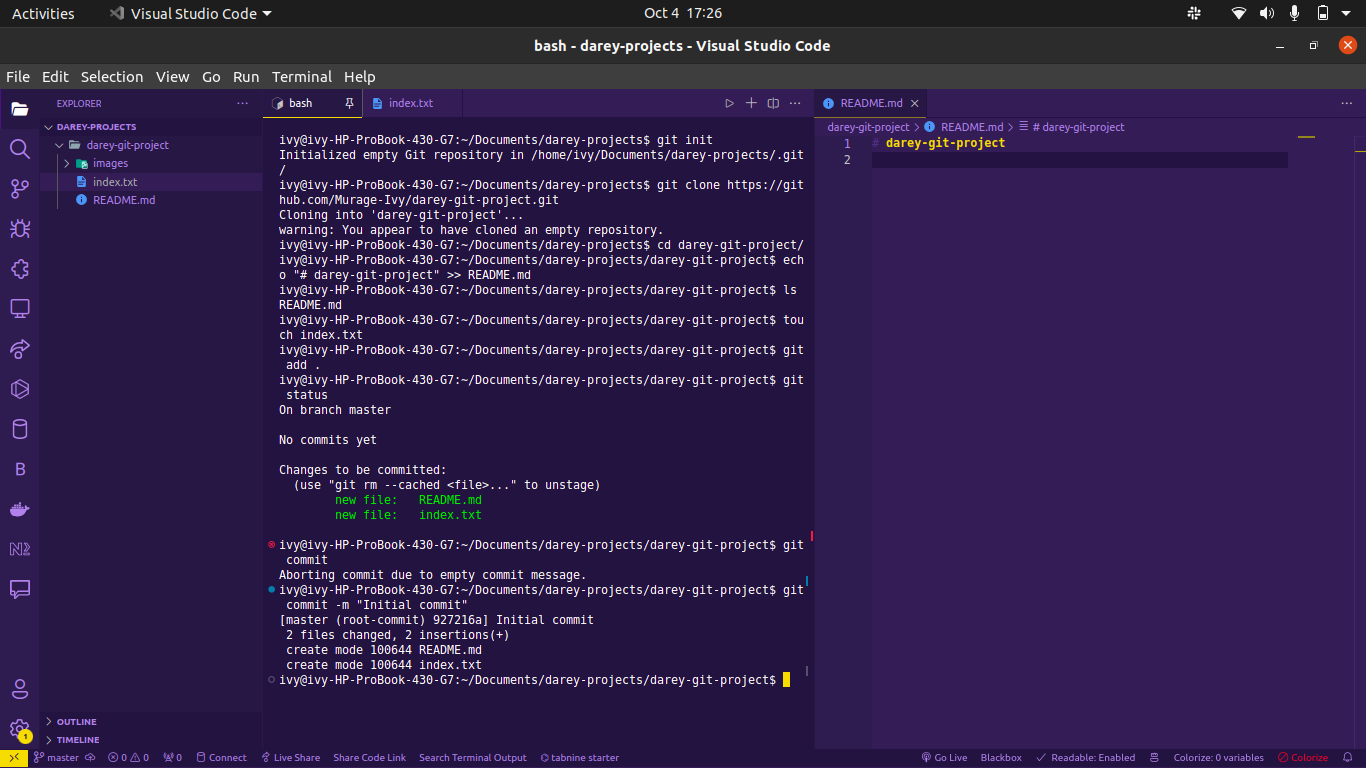 Activities
Visual Studio Code
Oct 4 17:26
bash - darey-projects - Visual Studio Code
File Edit Selection View Go Run Terminal Help
EXPLORER
DAREY-PROJECTS
darey-git-project
images
index.txt
README.md
OUTLINE
TIMELINE
B
N2
1
bash
index.txt
ivy@ivy-HP-ProBook-430-G7:~/Documents/darey-projects$ git init
Initialized empty Git repository in /home/ivy/Documents/darey-projects/.git
/
ivy@ivy-HP-ProBook-430-G7:~/Documents/darey-projects$ git clone https://git
hub.com/Murage-Ivy/darey-git-project.git
Cloning into 'darey-git-project'...
warning: You appear to have cloned an empty repository.
ivy@ivy-HP-ProBook-430-G7:~/Documents/darey-projects$ cd darey-git-project/
ivy@ivy-HP-ProBook-430-G7:~/Documents/darey-projects/darey-git-project$ ech
o "# darey-git-project" >> README.md
ivy@ivy-HP-ProBook-430-G7:~/Documents/darey-projects/darey-git-project$ ls
README.md
ivy@ivy-HP-ProBook-430-G7:~/Documents/darey-projects/darey-git-project$ tou
ch index.txt
ivy@ivy-HP-ProBook-430-G7:~/Documents/darey-projects/darey-git-project$ git
 add .
ivy@ivy-HP-ProBook-430-G7:~/Documents/darey-projects/darey-git-project$ git
 status
On branch master
No commits yet
Changes to be committed:
  (use "git rm --cached <file>..." to unstage)
        new file:   README.md
        new file:   index.txt
ivy@ivy-HP-ProBook-430-G7:~/Documents/darey-projects/darey-git-project$ git
 commit
Aborting commit due to empty commit message.
ivy@ivy-HP-ProBook-430-G7:~/Documents/darey-projects/darey-git-project$ git
 commit -m "Initial commit"
[master (root-commit) 927216a] Initial commit
 2 files changed, 2 insertions(+)
 create mode 100644 README.md
 create mode 100644 index.txt
ivy@ivy-HP-ProBook-430-G7:~/Documents/darey-projects/darey-git-project$
README.md
darey-git-project > README.md > # darey-git-project
1 # darey-git-project
2
master 0 0 0 Connect Live Share Share Code Link Search Terminal Output tabnine starter Go Live Blackbox Readable: Enabled Colorize: 0 variables Colorize